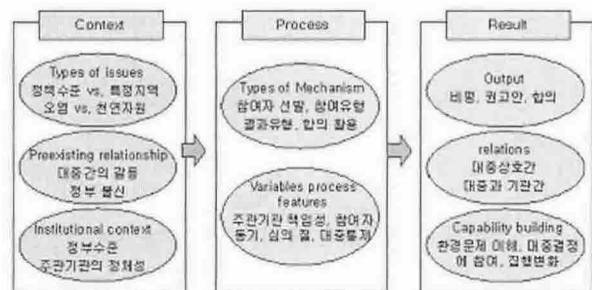 Context
Types of issues
정책수준 vs. 특정지역
오염 vs. 천연자원
Preexisting relationship
대중간의 갈등
정부 불신
Institutional context
정부수준
주관기관의 정체성
Process
Types of Mechanism
참여자 선발, 참여유형
결과유형, 합의 활용
Variables process
features
주관기관 책임성, 참여자
동기, 심의 질, 대중통제
Result
Output
비평, 권고안, 합의
relations
대중상호간
대중과 기관간
Capability building
환경문제 이해, 대중결정
에 참여, 집행변화